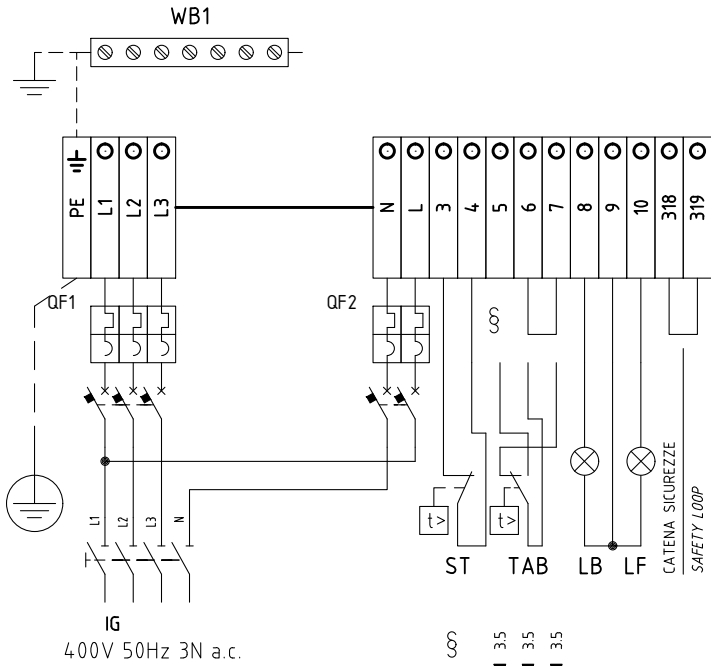 WB1
PE
L1
L2
L3
N
L
3
4
5
6
7
8
9
10
318
319
QF1
QF2
§
L1
L2
L3
N
t>
t>
CATENA SICUREZZE
SAFETY LOOP
ST
TAB
LB
LF
IG
400V 50Hz 3N a.c.
§
3.5
3.5
3.5